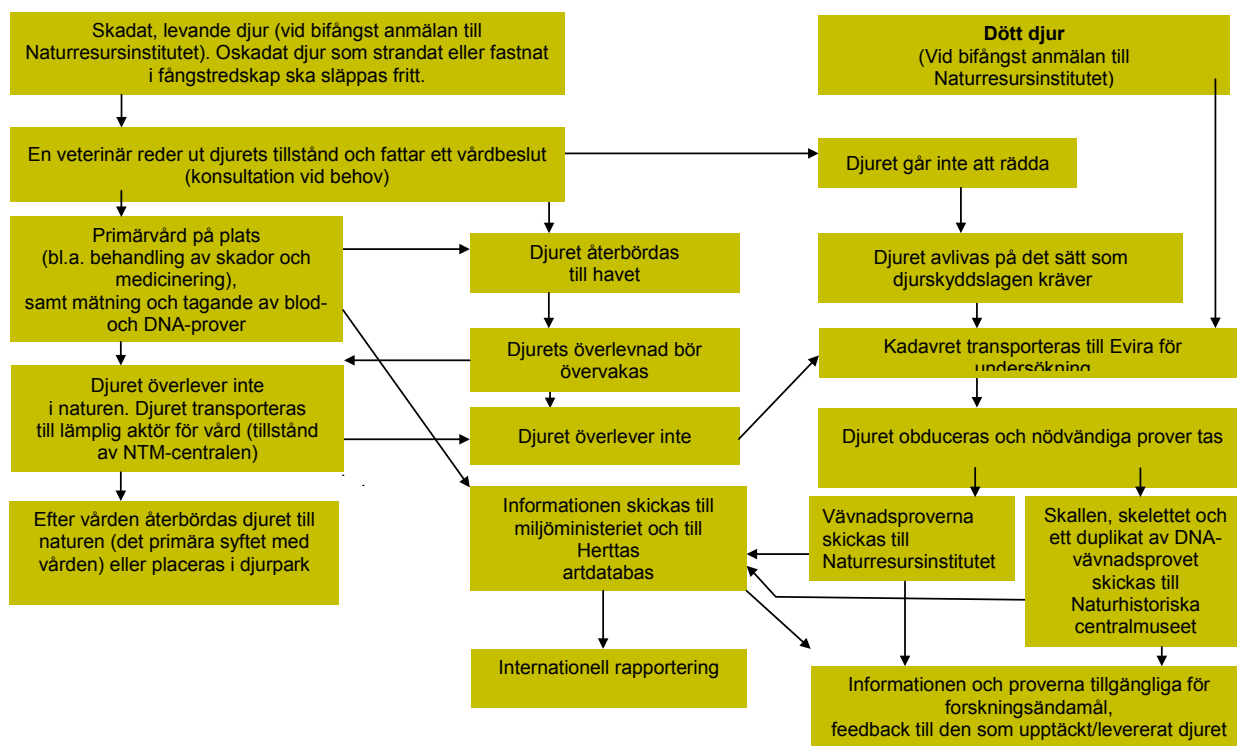 Skadat, levande djur (vid bifångst anmälan till
Naturresursinstitutet). Oskadat djur som strandat eller fastnat
i fångstredskap ska släppas fritt.
Dött djur
(Vid bifångst anmälan till
Naturresursinstitutet)
En veterinär reder ut djurets tillstånd och fattar ett vårdbeslut
(konsultation vid behov)
Djuret går inte att rädda
Primärvård på plats
(bl.a. behandling av skador och
medicinering),
samt mätning och tagande av blod-
och DNA-prover
Djuret återbördas
till havet
Djuret avlivas på det sätt som
djurskyddslagen kräver
Djurets överlevnad bör
övervakas
Kadavret transporteras till Evira för
undersökning
Djuret överlever inte
i naturen. Djuret transporteras
till lämplig aktör för vård (tillstånd
av NTM-centralen)
Djuret överlever inte
Djuret obduceras och nödvändiga prover tas
Efter vården återbördas djuret till
naturen (det primära syftet med
vården) eller placeras i djurpark
Informationen skickas till
miljöministeriet och till
Herttas
artdatabas
Vävnadsproverna
skickas till
Naturresursinstitutet
Skallen, skelettet och
ett duplikat av DNA-
vävnadsprovet
skickas till
Naturhistoriska
centralmuseet
Internationell rapportering
Informationen och proverna tillgängliga för
forskningsändamål,
feedback till den som upptäckt/levererat djuret